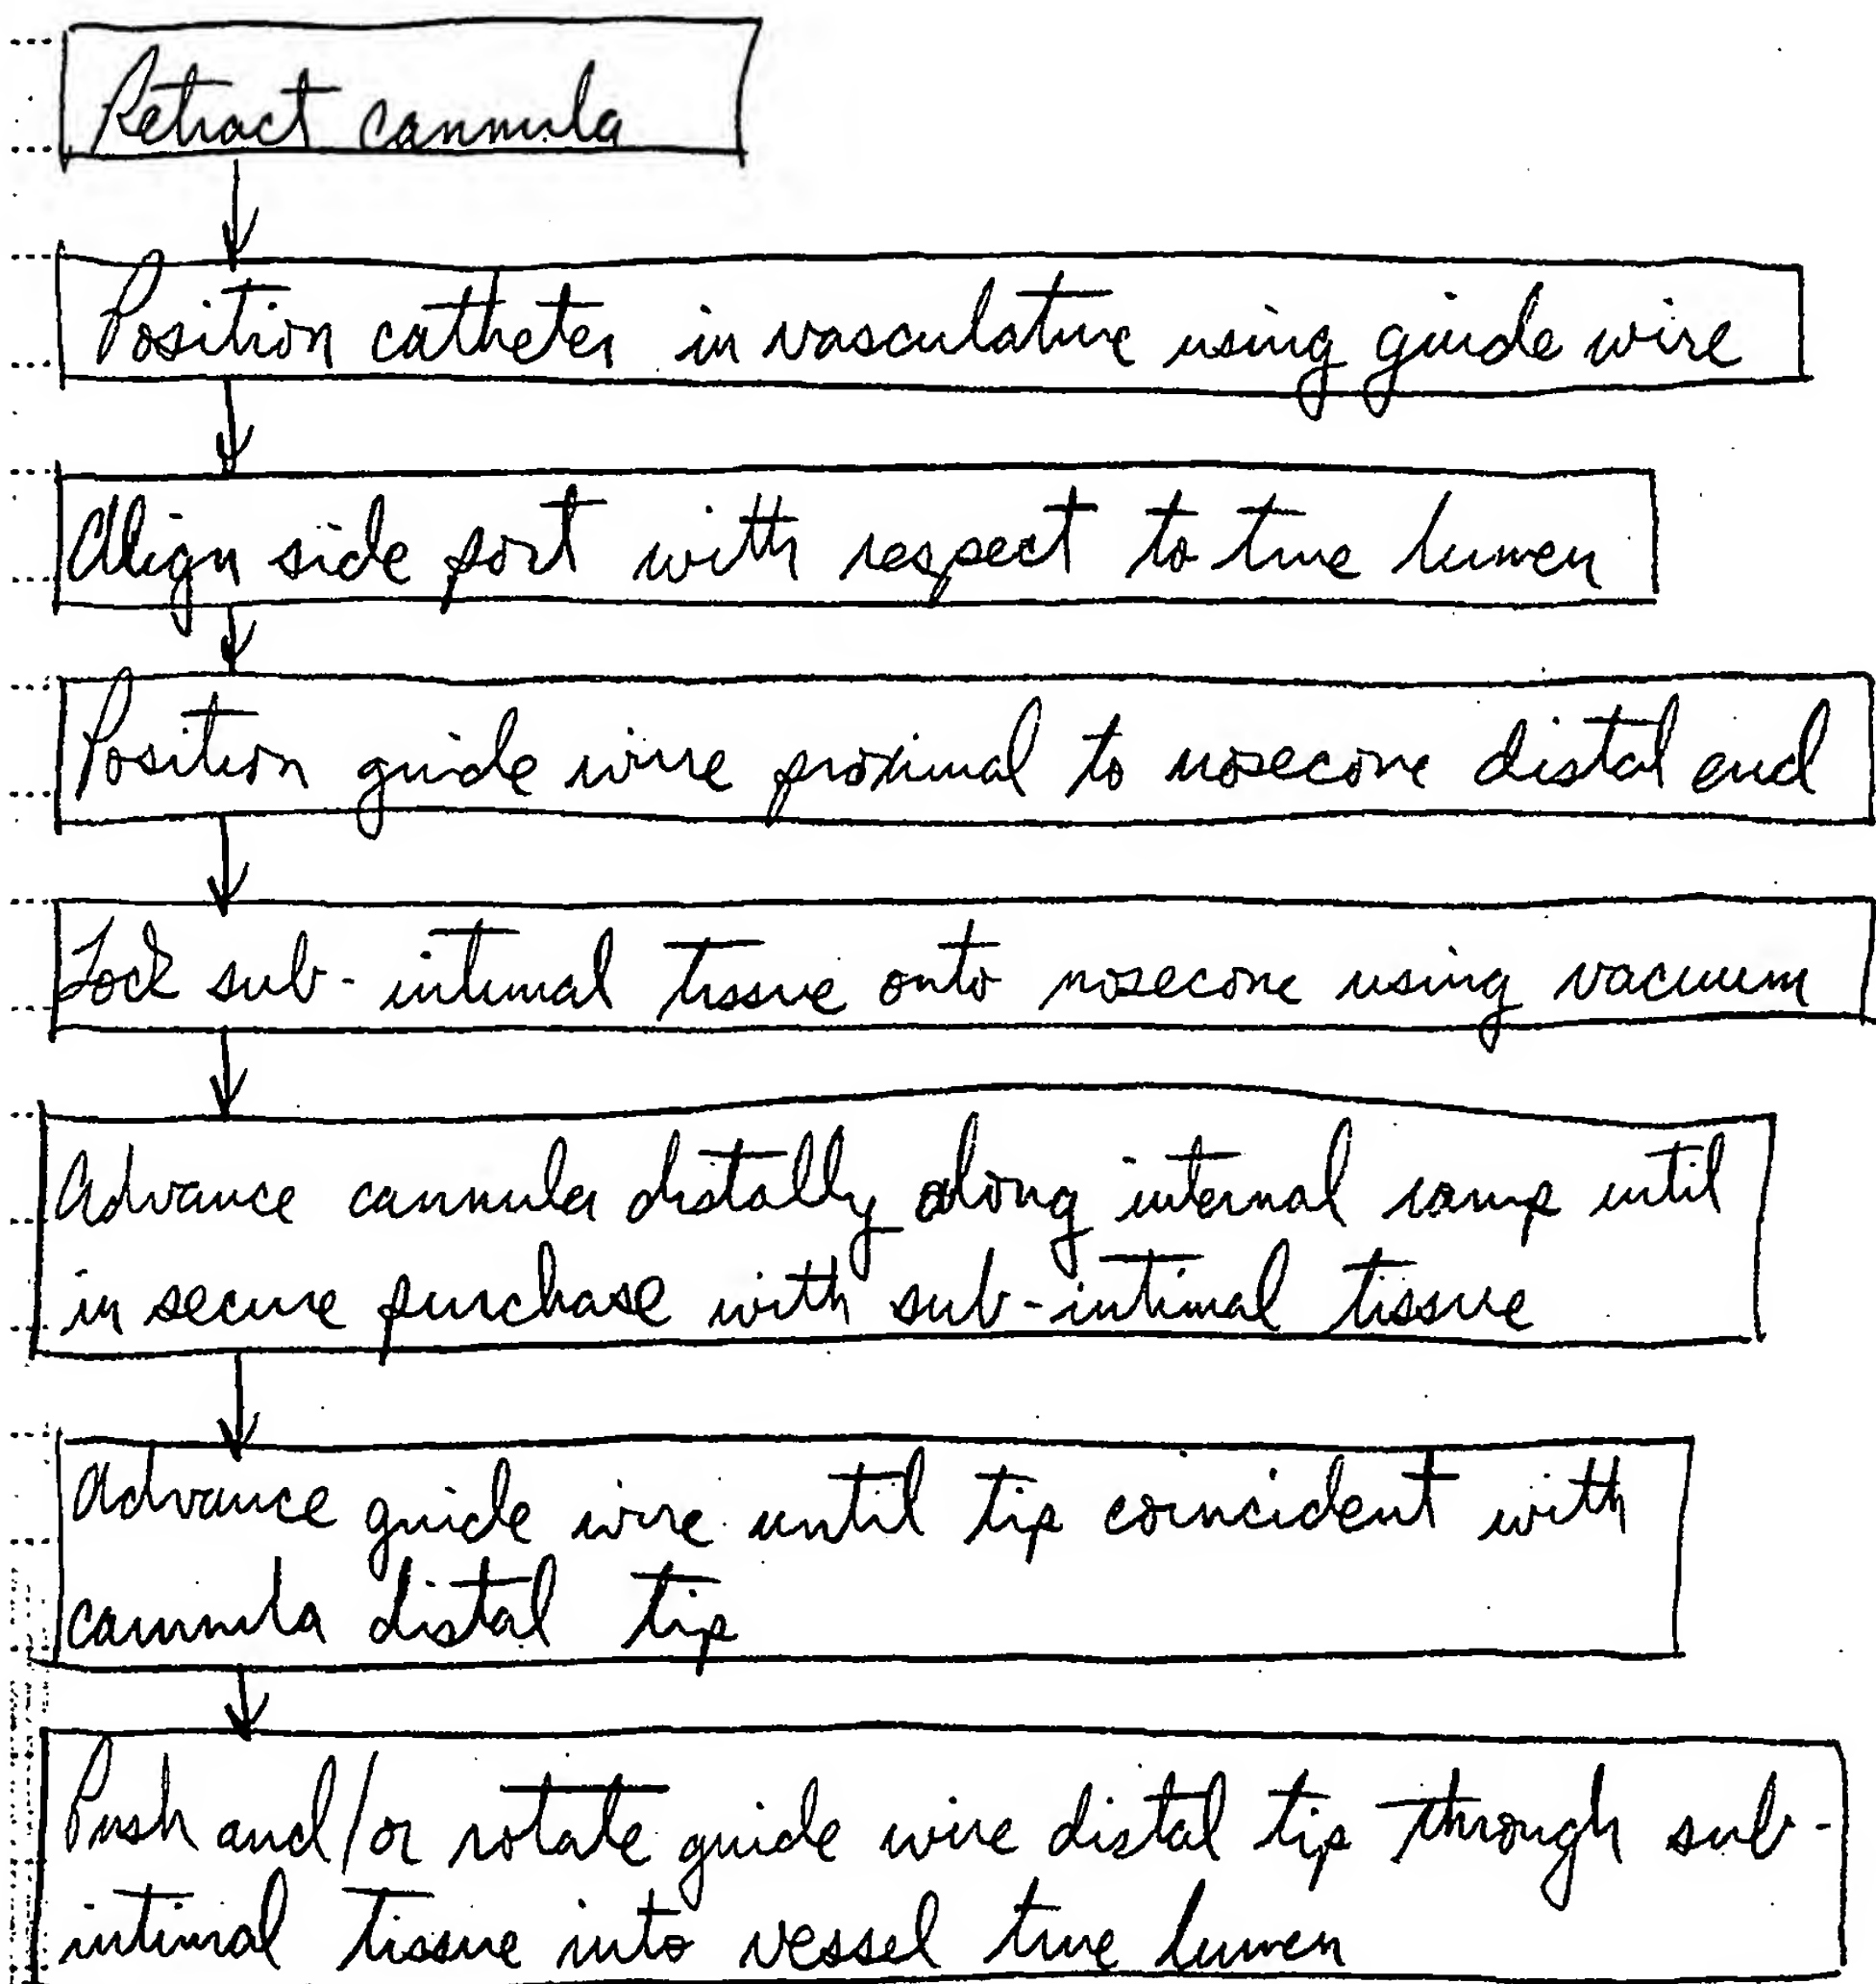 Retract cannula
Position catheter in vasculature using guide wire
Align side port with respect to true lumen
Position guide wire proximal to nosecone distal end
Lock sub-intimal tissue onto nosecone using vacuum
Advance cannula distally along internal ramp until
in secure purchase with sub-intimal tissue
Advance guide wire until tip coincident with
cannula distal tip
Push and/or rotate guide wire distal tip through sub-
intimal tissue into vessel true lumen